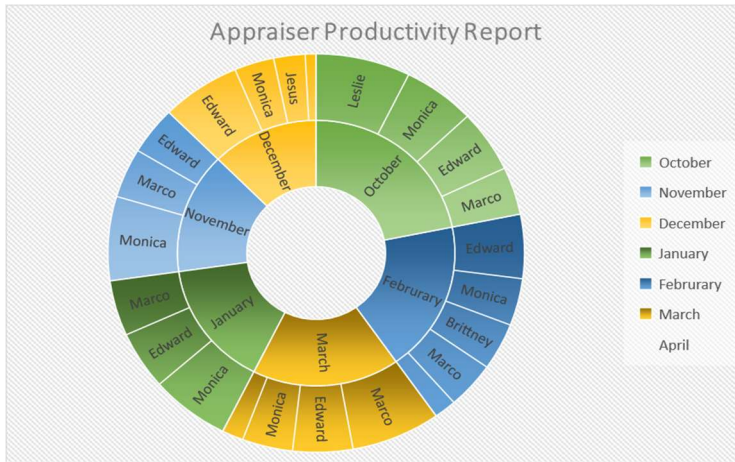 Appraiser Productivity Report
October
Leslie
Monica
Edward
Marco
Februrary
Edward
Monica
Brittney
Marco
March
Marco
Edward
Monica
January
Monica
Edward
Marco
November
Monica
Marco
Edward
December
Edward
Monica
Jesus
October
November
December
January
Februrary
March
April